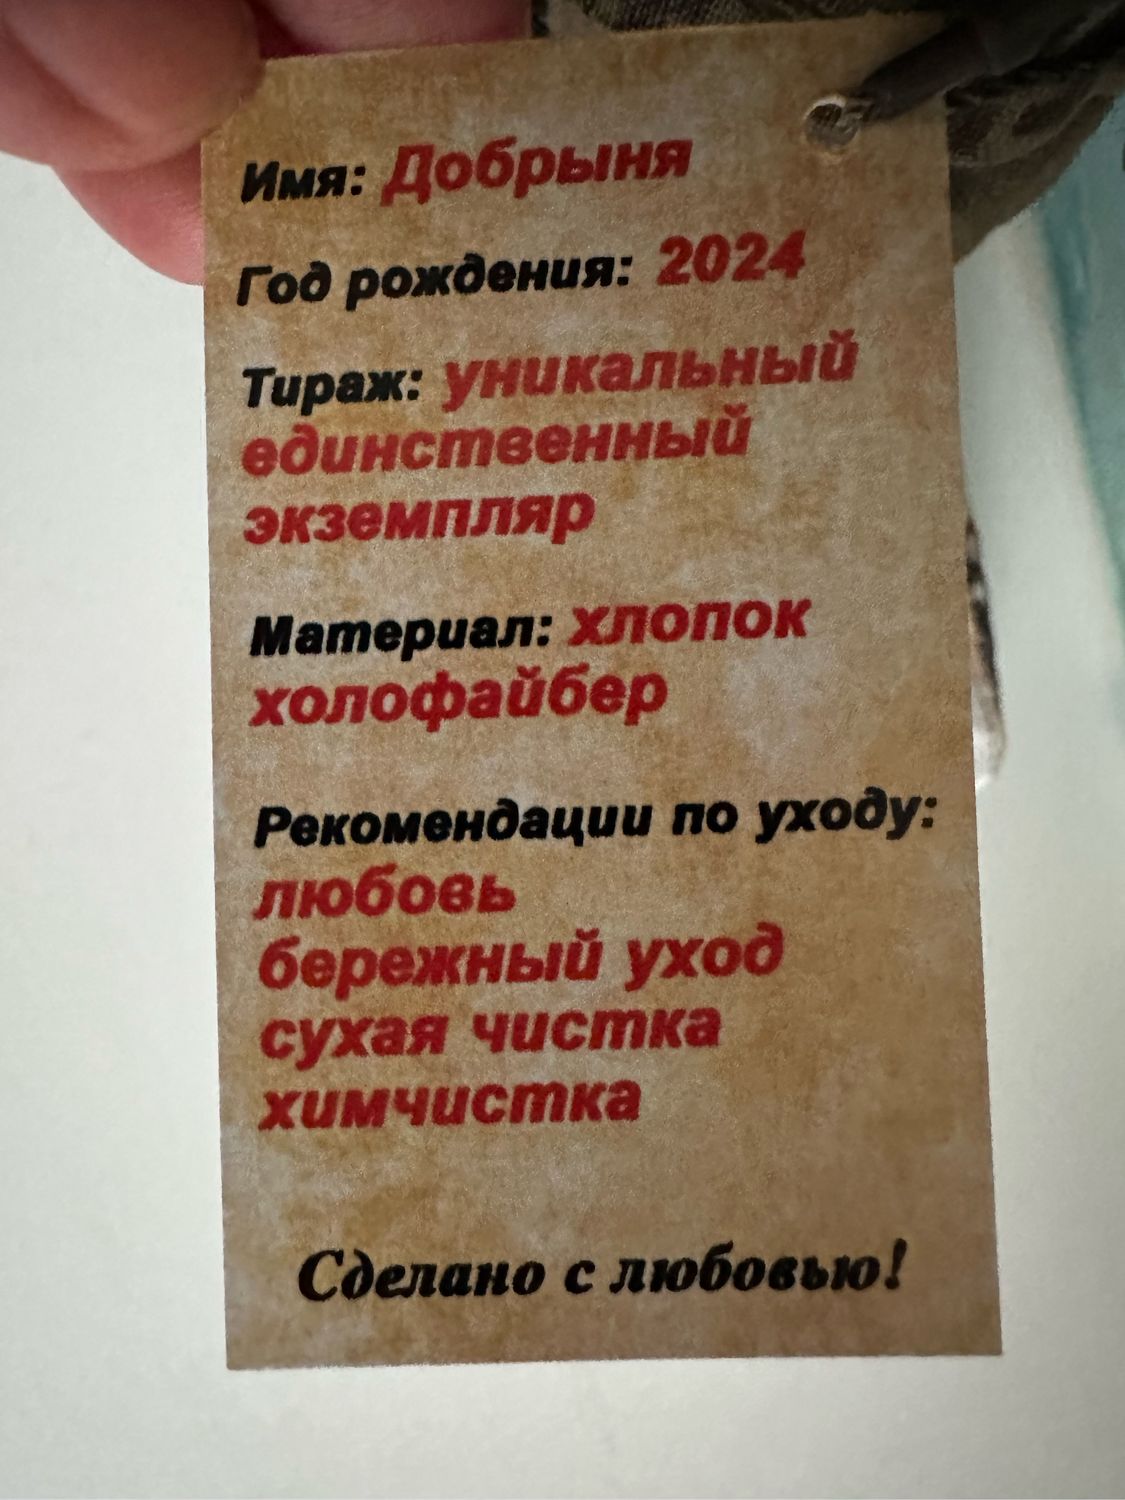 Имя: Добрыня
Год рождения: 2024
Тираж: уникальный
единственный
экземпляр
Материал: хлопок
холофайбер
Рекомендации по уходу:
любовь
бережный уход
сухая чистка
химчистка
Сделано с любовью!